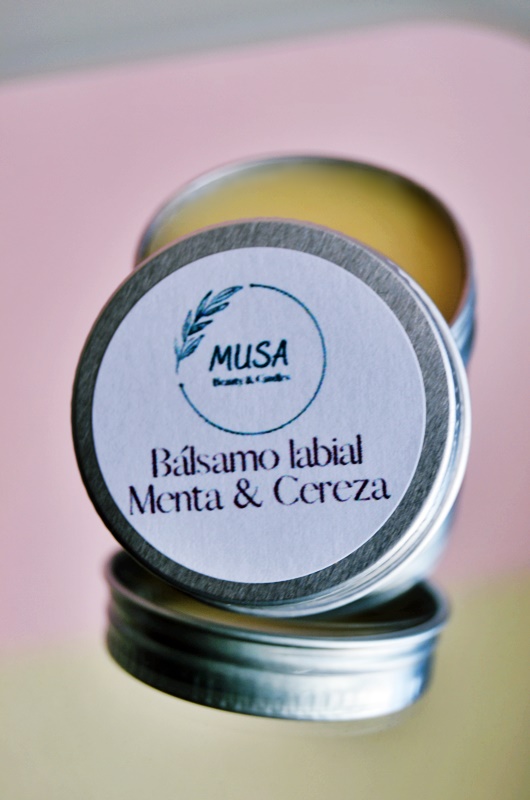 MUSA
Beauty & Candles
Bálsamo labial
Menta & Cereza